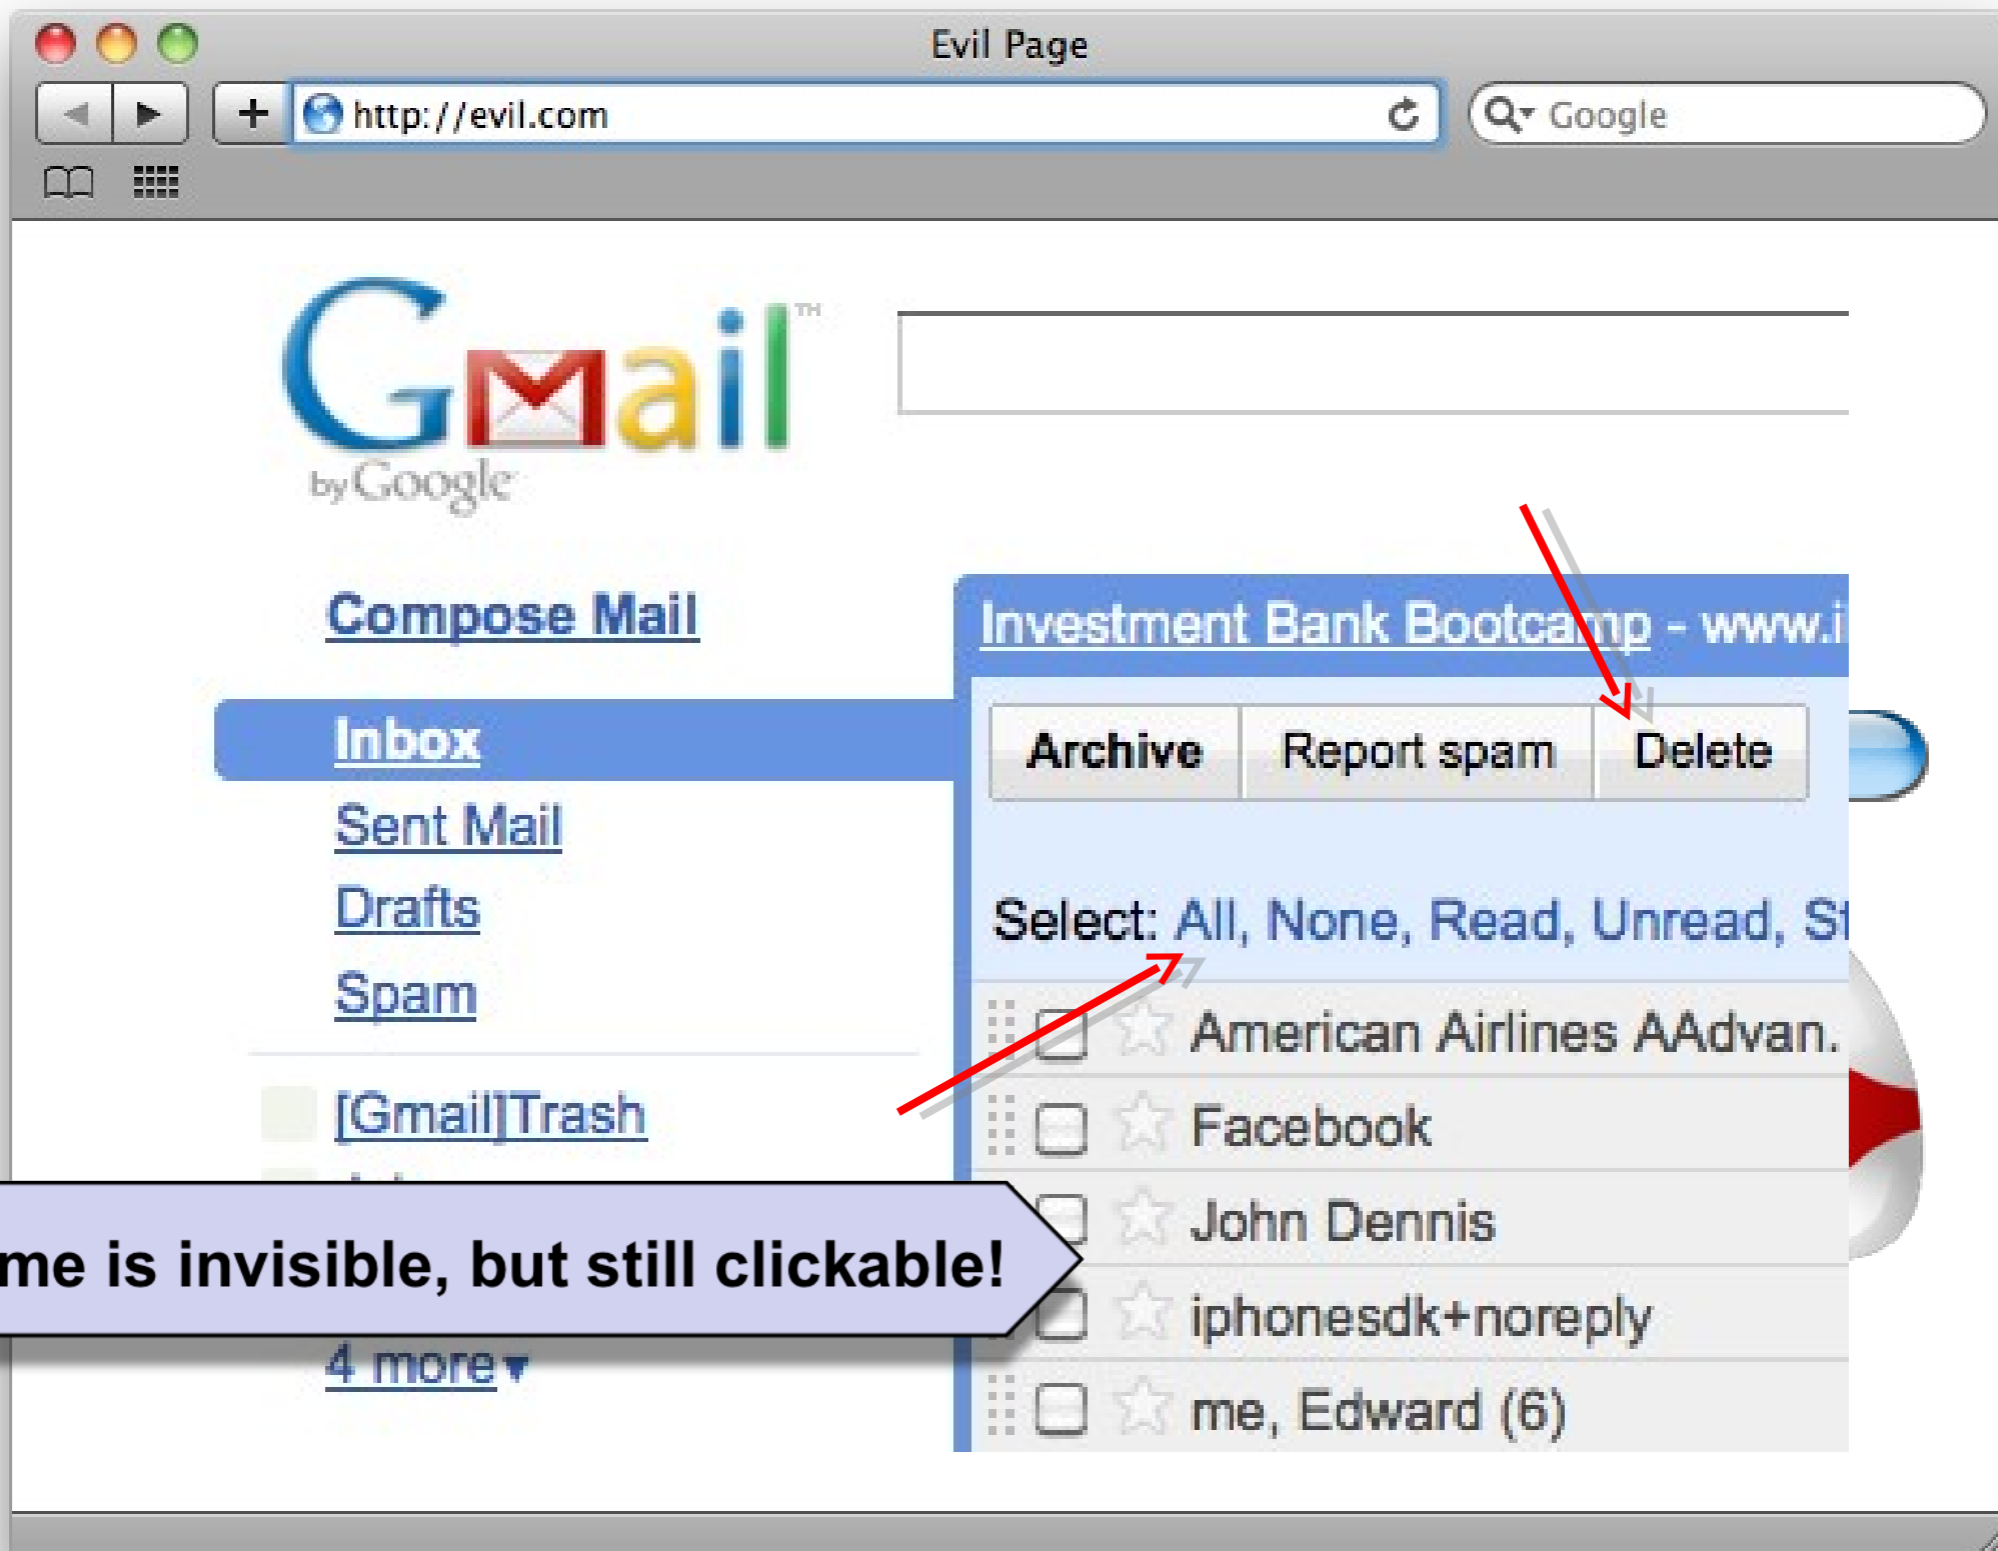 Evil Page
http://evil.com
Google
Gmail™
by Google
Compose Mail
Investment Bank Bootcamp - www.i
Inbox
Archive Report spam Delete
Sent Mail
Drafts
Select: All, None, Read, Unread, St
Spam
American Airlines AAdvan.
[Gmail]Trash
Facebook
John Dennis
me is invisible, but still clickable!
iphonesdk+noreply
4 more
me, Edward (6)